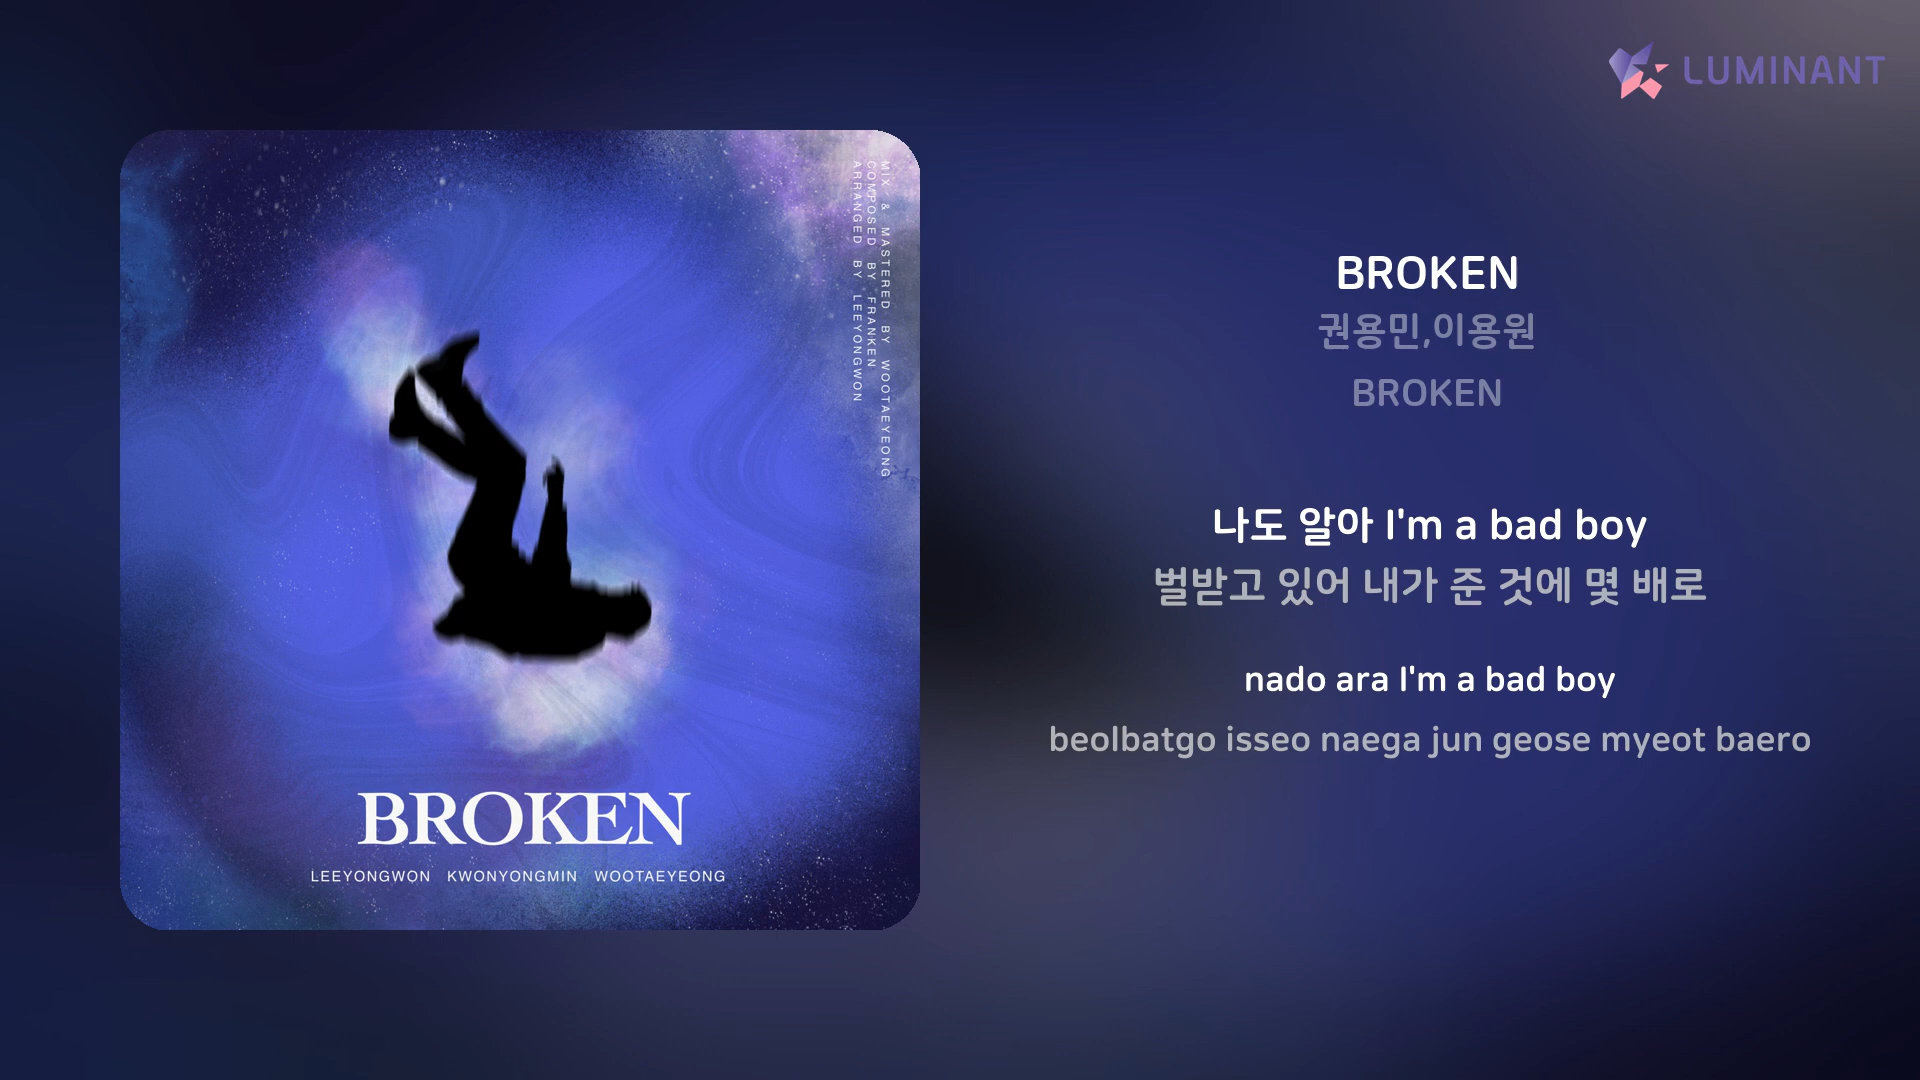 LUMINANT
MIX & MASTERED BY WOOTAEYEONG
COMPOSED BY FRANKEN
ARRANGED BY LEEYONGWON
BROKEN
LEEYONGWON KWONYONGMIN WOOTAEYEONG
BROKEN
권용민,이용원
BROKEN
나도 알아 I'm a bad boy
벌받고 있어 내가 준 것에 몇 배로
nado ara I'm a bad boy
beolbatgo isseo naega jun geose myeot baero